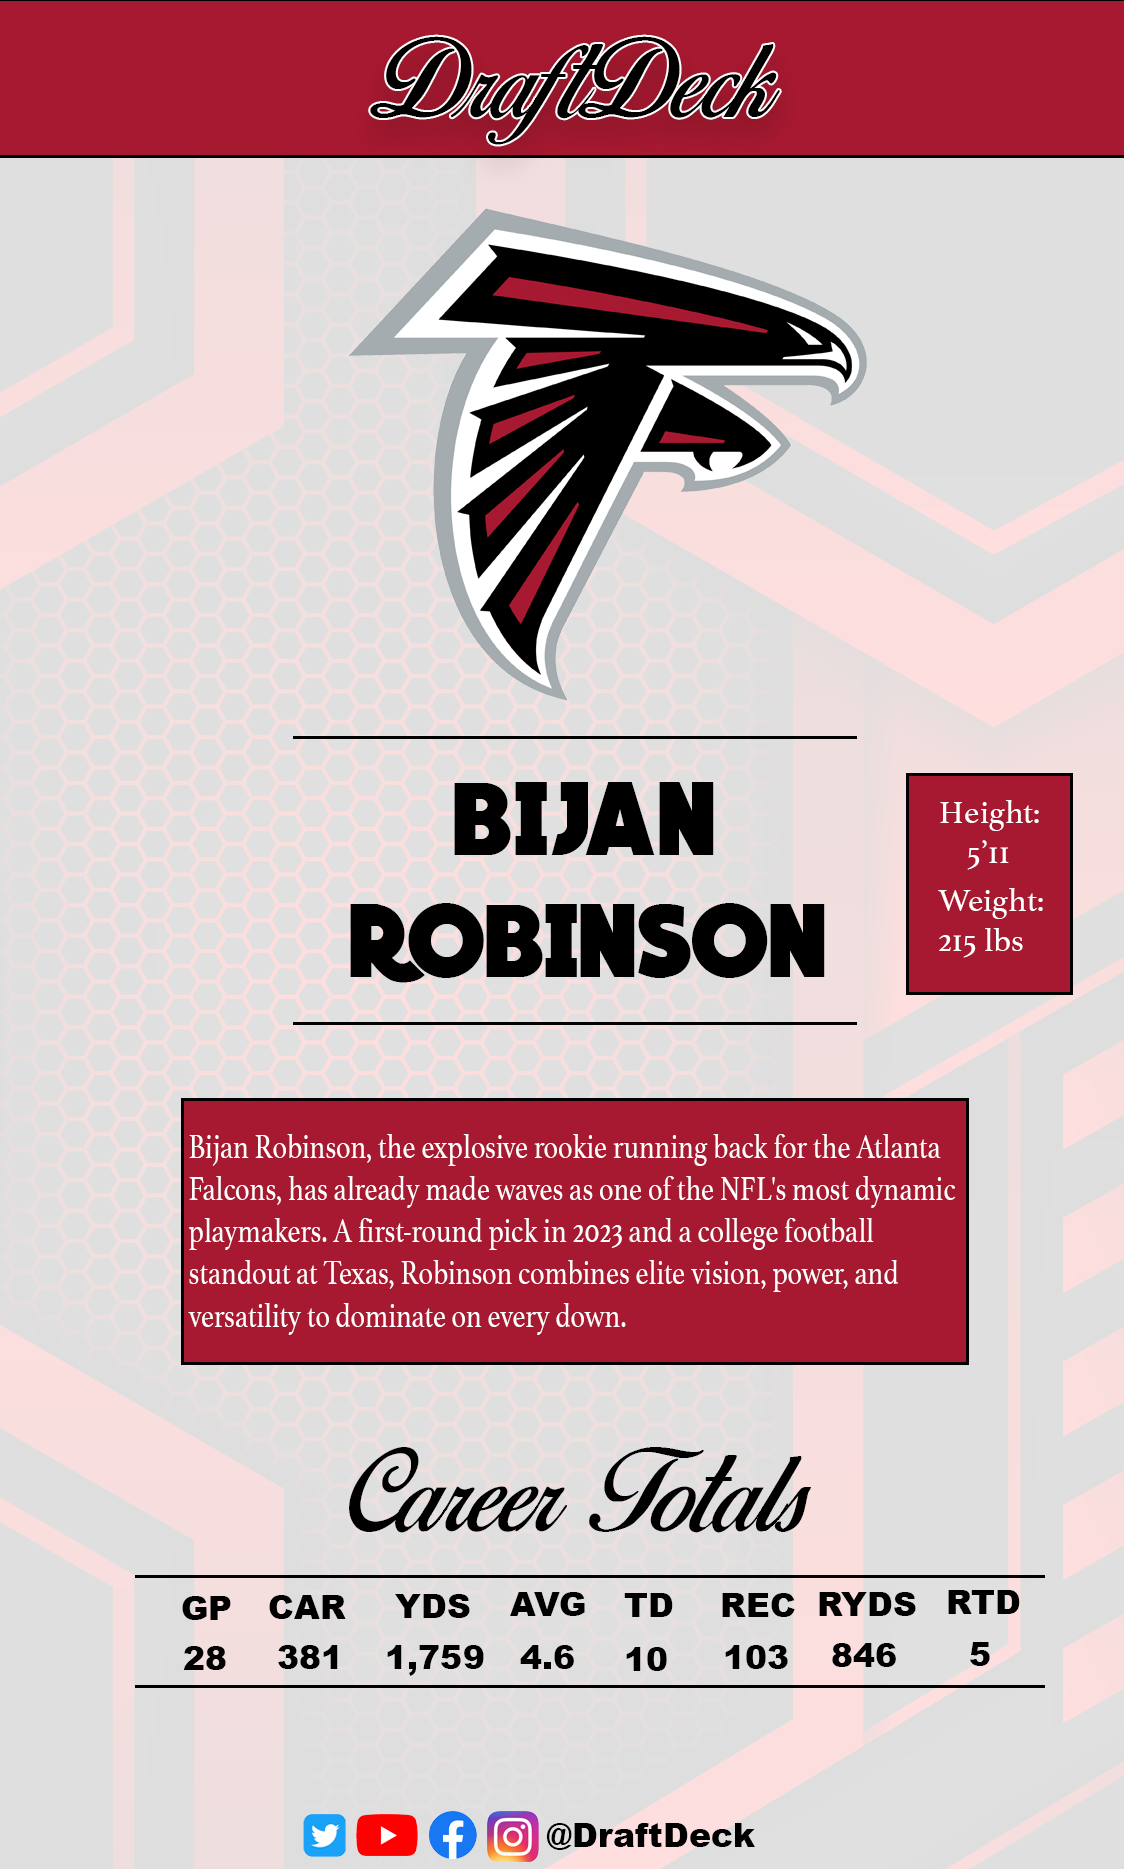 DraftDeck
BIJAN
ROBINSON
Height:
5’11
Weight:
215 lbs
Bijan Robinson, the explosive rookie running back for the Atlanta
Falcons, has already made waves as one of the NFL's most dynamic
playmakers. A first-round pick in 2023 and a college football
standout at Texas, Robinson combines elite vision, power, and
versatility to dominate on every down.
Career Totals
GP CAR YDS AVG TD REC RYDS RTD
28 381 1,759 4.6 10 103 846 5
@DraftDeck